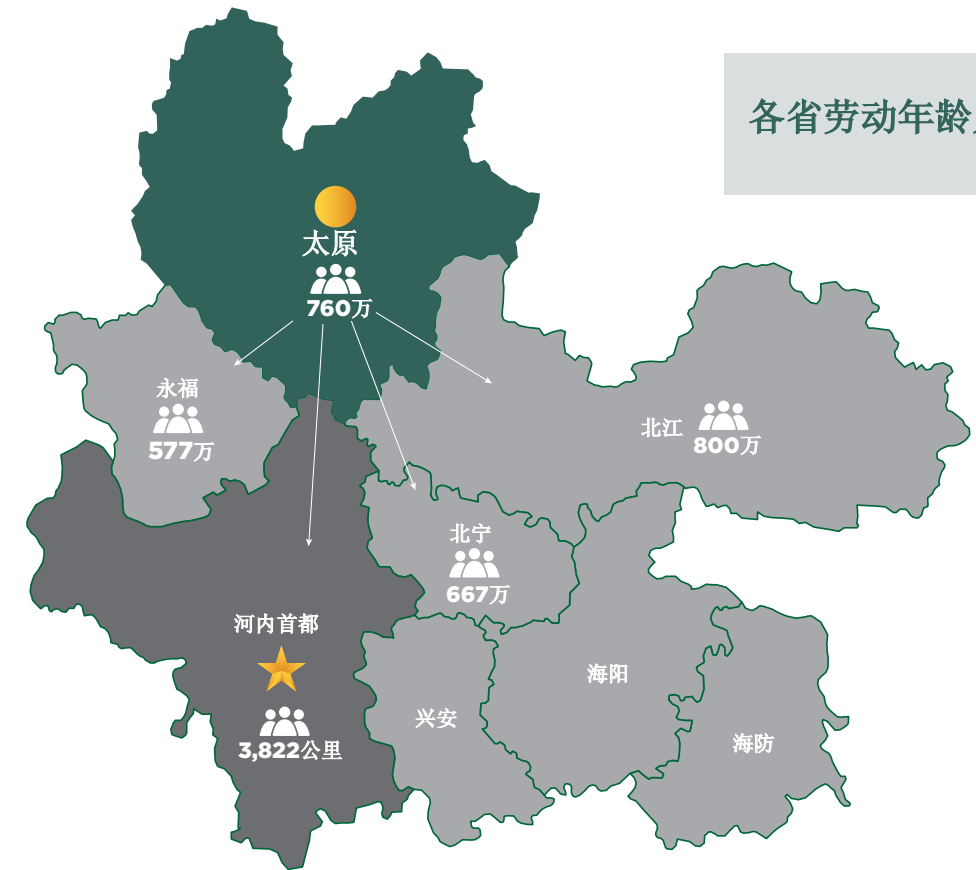 各省劳动年龄
太原
760万
永福
577万
北江
800万
北宁
667万
河内首都
3,822公里
兴安
海阳
海防